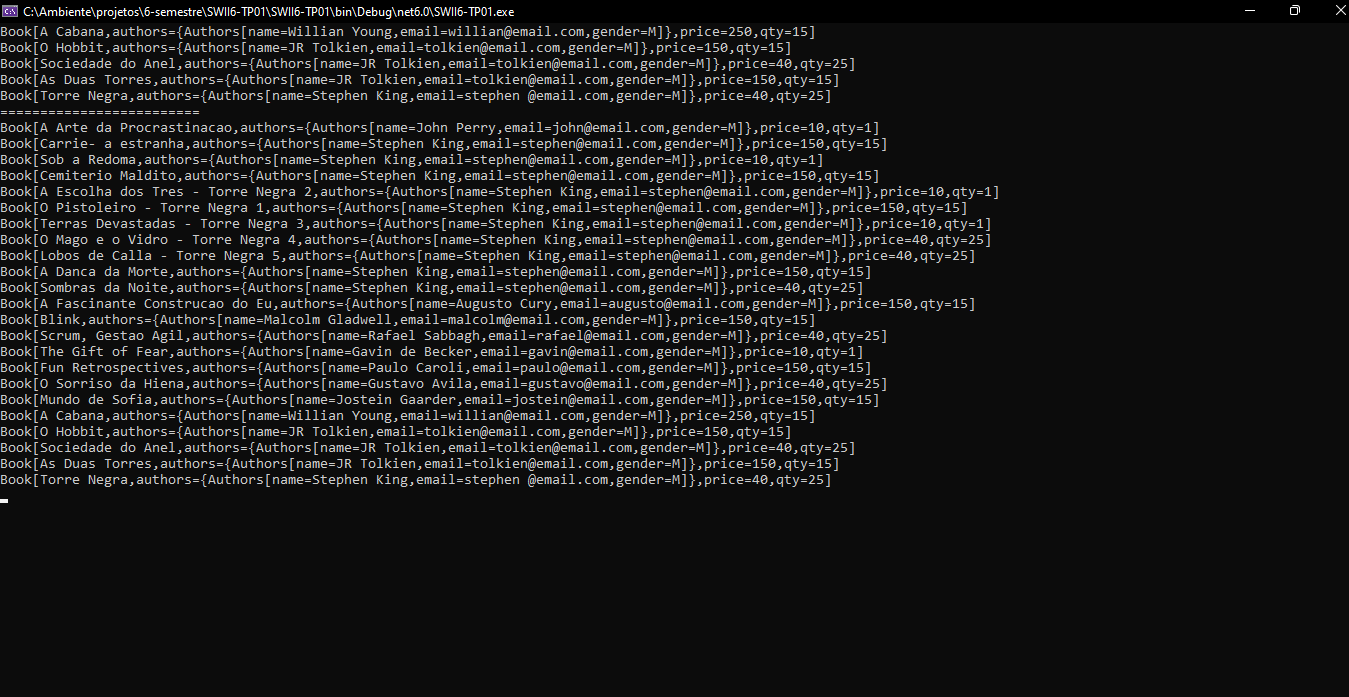 C:\Ambiente\projetos\6-semestre\SWII6-TP01\SWII6-TP01\bin\Debug\net6.0\SWII6-TP01.exe
Book[A Cabana,authors={Authors[name=Willian Young,email=willian@email.com,gender=M]},price=250,qty=15]
Book[O Hobbit,authors={Authors[name=JR Tolkien,email=tolkien@email.com,gender=M]},price=150,qty=15]
Book[Sociedade do Anel,authors={Authors[name=JR Tolkien,email=tolkien@email.com,gender=M]},price=40,qty=25]
Book[As Duas Torres,authors={Authors[name=JR Tolkien,email=tolkien@email.com,gender=M]},price=150,qty=15]
Book[Torre Negra,authors={Authors[name=Stephen King,email=stephen @email.com,gender=M]},price=40,qty=25]
=========================
Book[A Arte da Procrastinacao,authors={Authors[name=John Perry,email=john@email.com,gender=M]},price=10,qty=1]
Book[Carrie- a estranha,authors={Authors[name=Stephen King,email=stephen@email.com,gender=M]},price=150,qty=15]
Book[Sob a Redoma,authors={Authors[name=Stephen King,email=stephen@email.com,gender=M]},price=10,qty=1]
Book[Cemiterio Maldito,authors={Authors[name=Stephen King,email=stephen@email.com,gender=M]},price=150,qty=15]
Book[A Escolha dos Tres - Torre Negra 2,authors={Authors[name=Stephen King,email=stephen@email.com,gender=M]},price=10,qty=1]
Book[O Pistoleiro - Torre Negra 1,authors={Authors[name=Stephen King,email=stephen@email.com,gender=M]},price=150,qty=15]
Book[Terras Devastadas - Torre Negra 3,authors={Authors[name=Stephen King,email=stephen@email.com,gender=M]},price=10,qty=1]
Book[O Mago e o Vidro - Torre Negra 4,authors={Authors[name=Stephen King,email=stephen@email.com,gender=M]},price=40,qty=25]
Book[Lobos de Calla - Torre Negra 5,authors={Authors[name=Stephen King,email=stephen@email.com,gender=M]},price=40,qty=25]
Book[A Danca da Morte,authors={Authors[name=Stephen King,email=stephen@email.com,gender=M]},price=150,qty=15]
Book[Sombras da Noite,authors={Authors[name=Stephen King,email=stephen@email.com,gender=M]},price=40,qty=25]
Book[A Fascinante Construcao do Eu,authors={Authors[name=Augusto Cury,email=augusto@email.com,gender=M]},price=150,qty=15]
Book[Blink,authors={Authors[name=Malcolm Gladwell,email=malcolm@email.com,gender=M]},price=150,qty=15]
Book[Scrum, Gestao Agil,authors={Authors[name=Rafael Sabbagh,email=rafael@email.com,gender=M]},price=40,qty=25]
Book[The Gift of Fear,authors={Authors[name=Gavin de Becker,email=gavin@email.com,gender=M]},price=10,qty=1]
Book[Fun Retrospectives,authors={Authors[name=Paulo Caroli,email=paulo@email.com,gender=M]},price=150,qty=15]
Book[O Sorriso da Hiena,authors={Authors[name=Gustavo Avila,email=gustavo@email.com,gender=M]},price=40,qty=25]
Book[Mundo de Sofia,authors={Authors[name=Jostein Gaarder,email=jostein@email.com,gender=M]},price=150,qty=15]
Book[A Cabana,authors={Authors[name=Willian Young,email=willian@email.com,gender=M]},price=250,qty=15]
Book[O Hobbit,authors={Authors[name=JR Tolkien,email=tolkien@email.com,gender=M]},price=150,qty=15]
Book[Sociedade do Anel,authors={Authors[name=JR Tolkien,email=tolkien@email.com,gender=M]},price=40,qty=25]
Book[As Duas Torres,authors={Authors[name=JR Tolkien,email=tolkien@email.com,gender=M]},price=150,qty=15]
Book[Torre Negra,authors={Authors[name=Stephen King,email=stephen @email.com,gender=M]},price=40,qty=25]